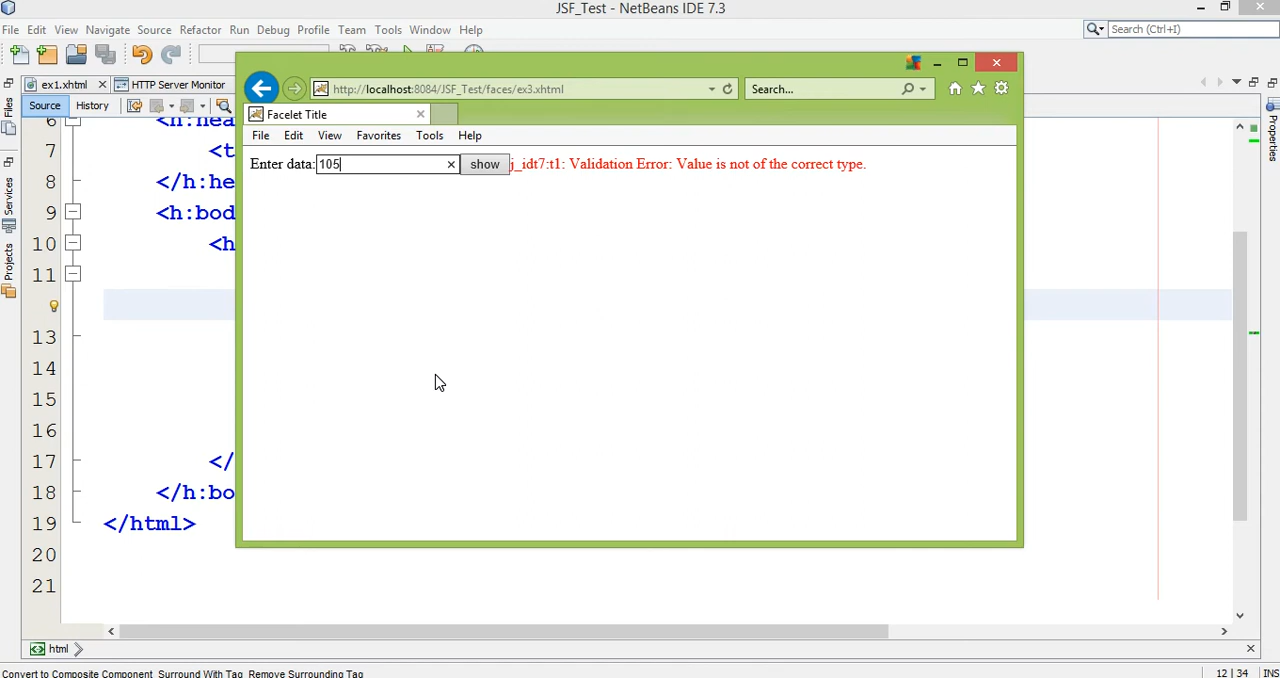 JSF_Test - NetBeans IDE 7.3
File Edit View Navigate Source Refactor Run Debug Profile Team Tools Window Help
Search (Ctrl+I)
ex1.xhtml HTTP Server Monitor
Source History
http://localhost:8084/JSF_Test/faces/ex3.xhtml
Search...
Facelet Title
File Edit View Favorites Tools Help
Enter data: 105 show j_idt7:t1: Validation Error: Value is not of the correct type.
Files
Services
Projects
Properties
6 <h:hea
7 <t
8 </h:he
9 <h:bod
10 <h
11
13
14
15
16
17 </
18 </h:bo
19 </html>
20
21
html
Convert to Composite Component Surround With Tag Remove Surrounding Tag
12 | 34 INS